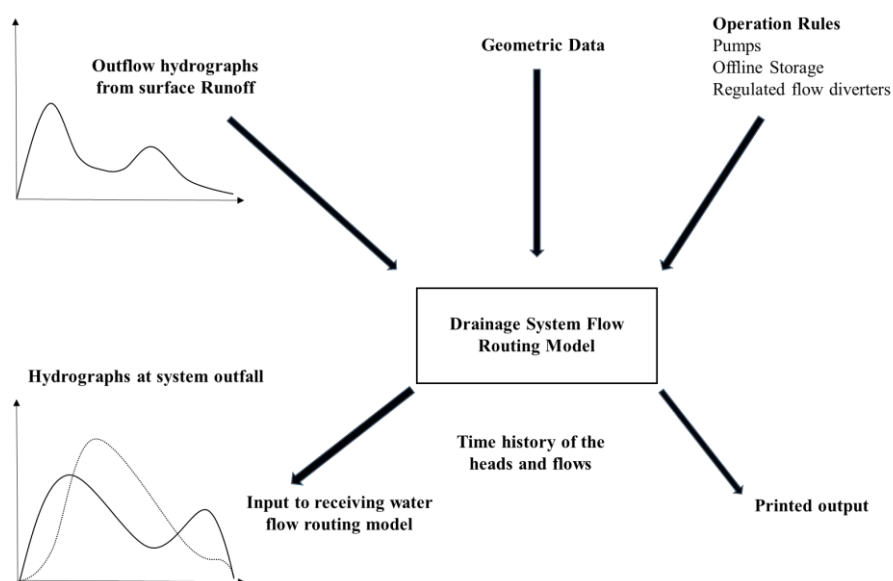 Outflow hydrographs
from surface Runoff
Geometric Data
Operation Rules
Pumps
Offline Storage
Regulated flow diverters
Drainage System Flow
Routing Model
Hydrographs at system outfall
Time history of the
heads and flows
Input to receiving water
flow routing model
Printed output